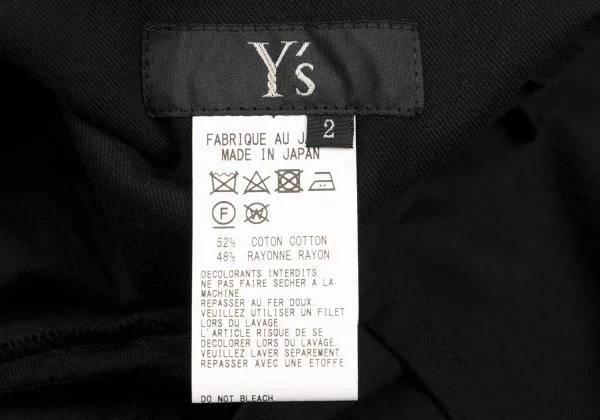 Y's
2
FABRIQUE AU J
MADE IN JAPAN
F
W
52% COTON COTTON
48% RAYONNE RAYON
DECOLORANTS INTERDITS.
NE PAS FAIRE SECHER A LA
MACHINE.
REPASSER AU FER DOUX.
VEUILLEZ UTILISER UN FILET
LORS DU LAVAGE.
L'ARTICLE RISQUE DE SE
DECOLORER LORS DU LAVAGE.
VEUILLEZ LAVER SEPAREMENT.
REPASSER AVEC UNE ETOFFE.
DO NOT BLEACH.